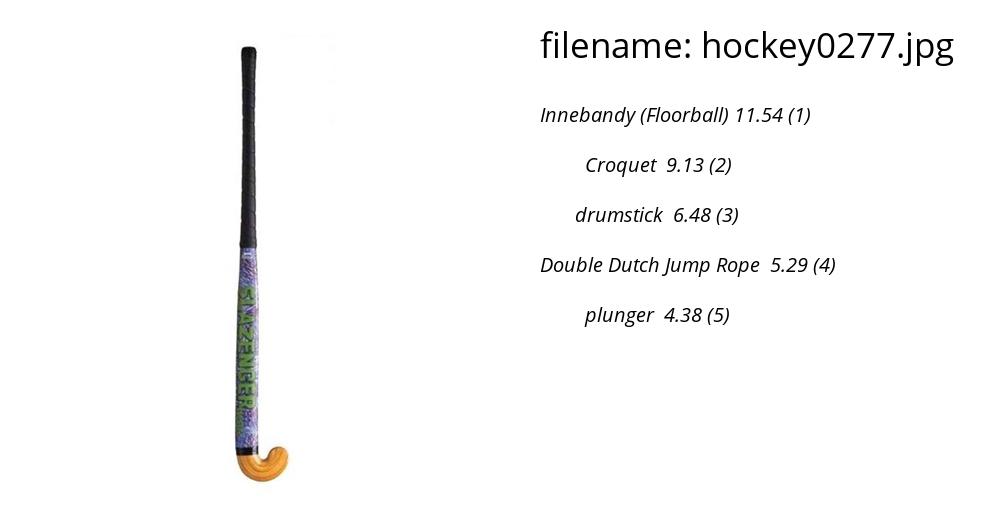 filename: hockey0277.jpg
Innebandy (Floorball) 11.54 (1)
Croquet 9.13 (2)
drumstick 6.48 (3)
Double Dutch Jump Rope 5.29 (4)
plunger 4.38 (5)
SLAZENGER